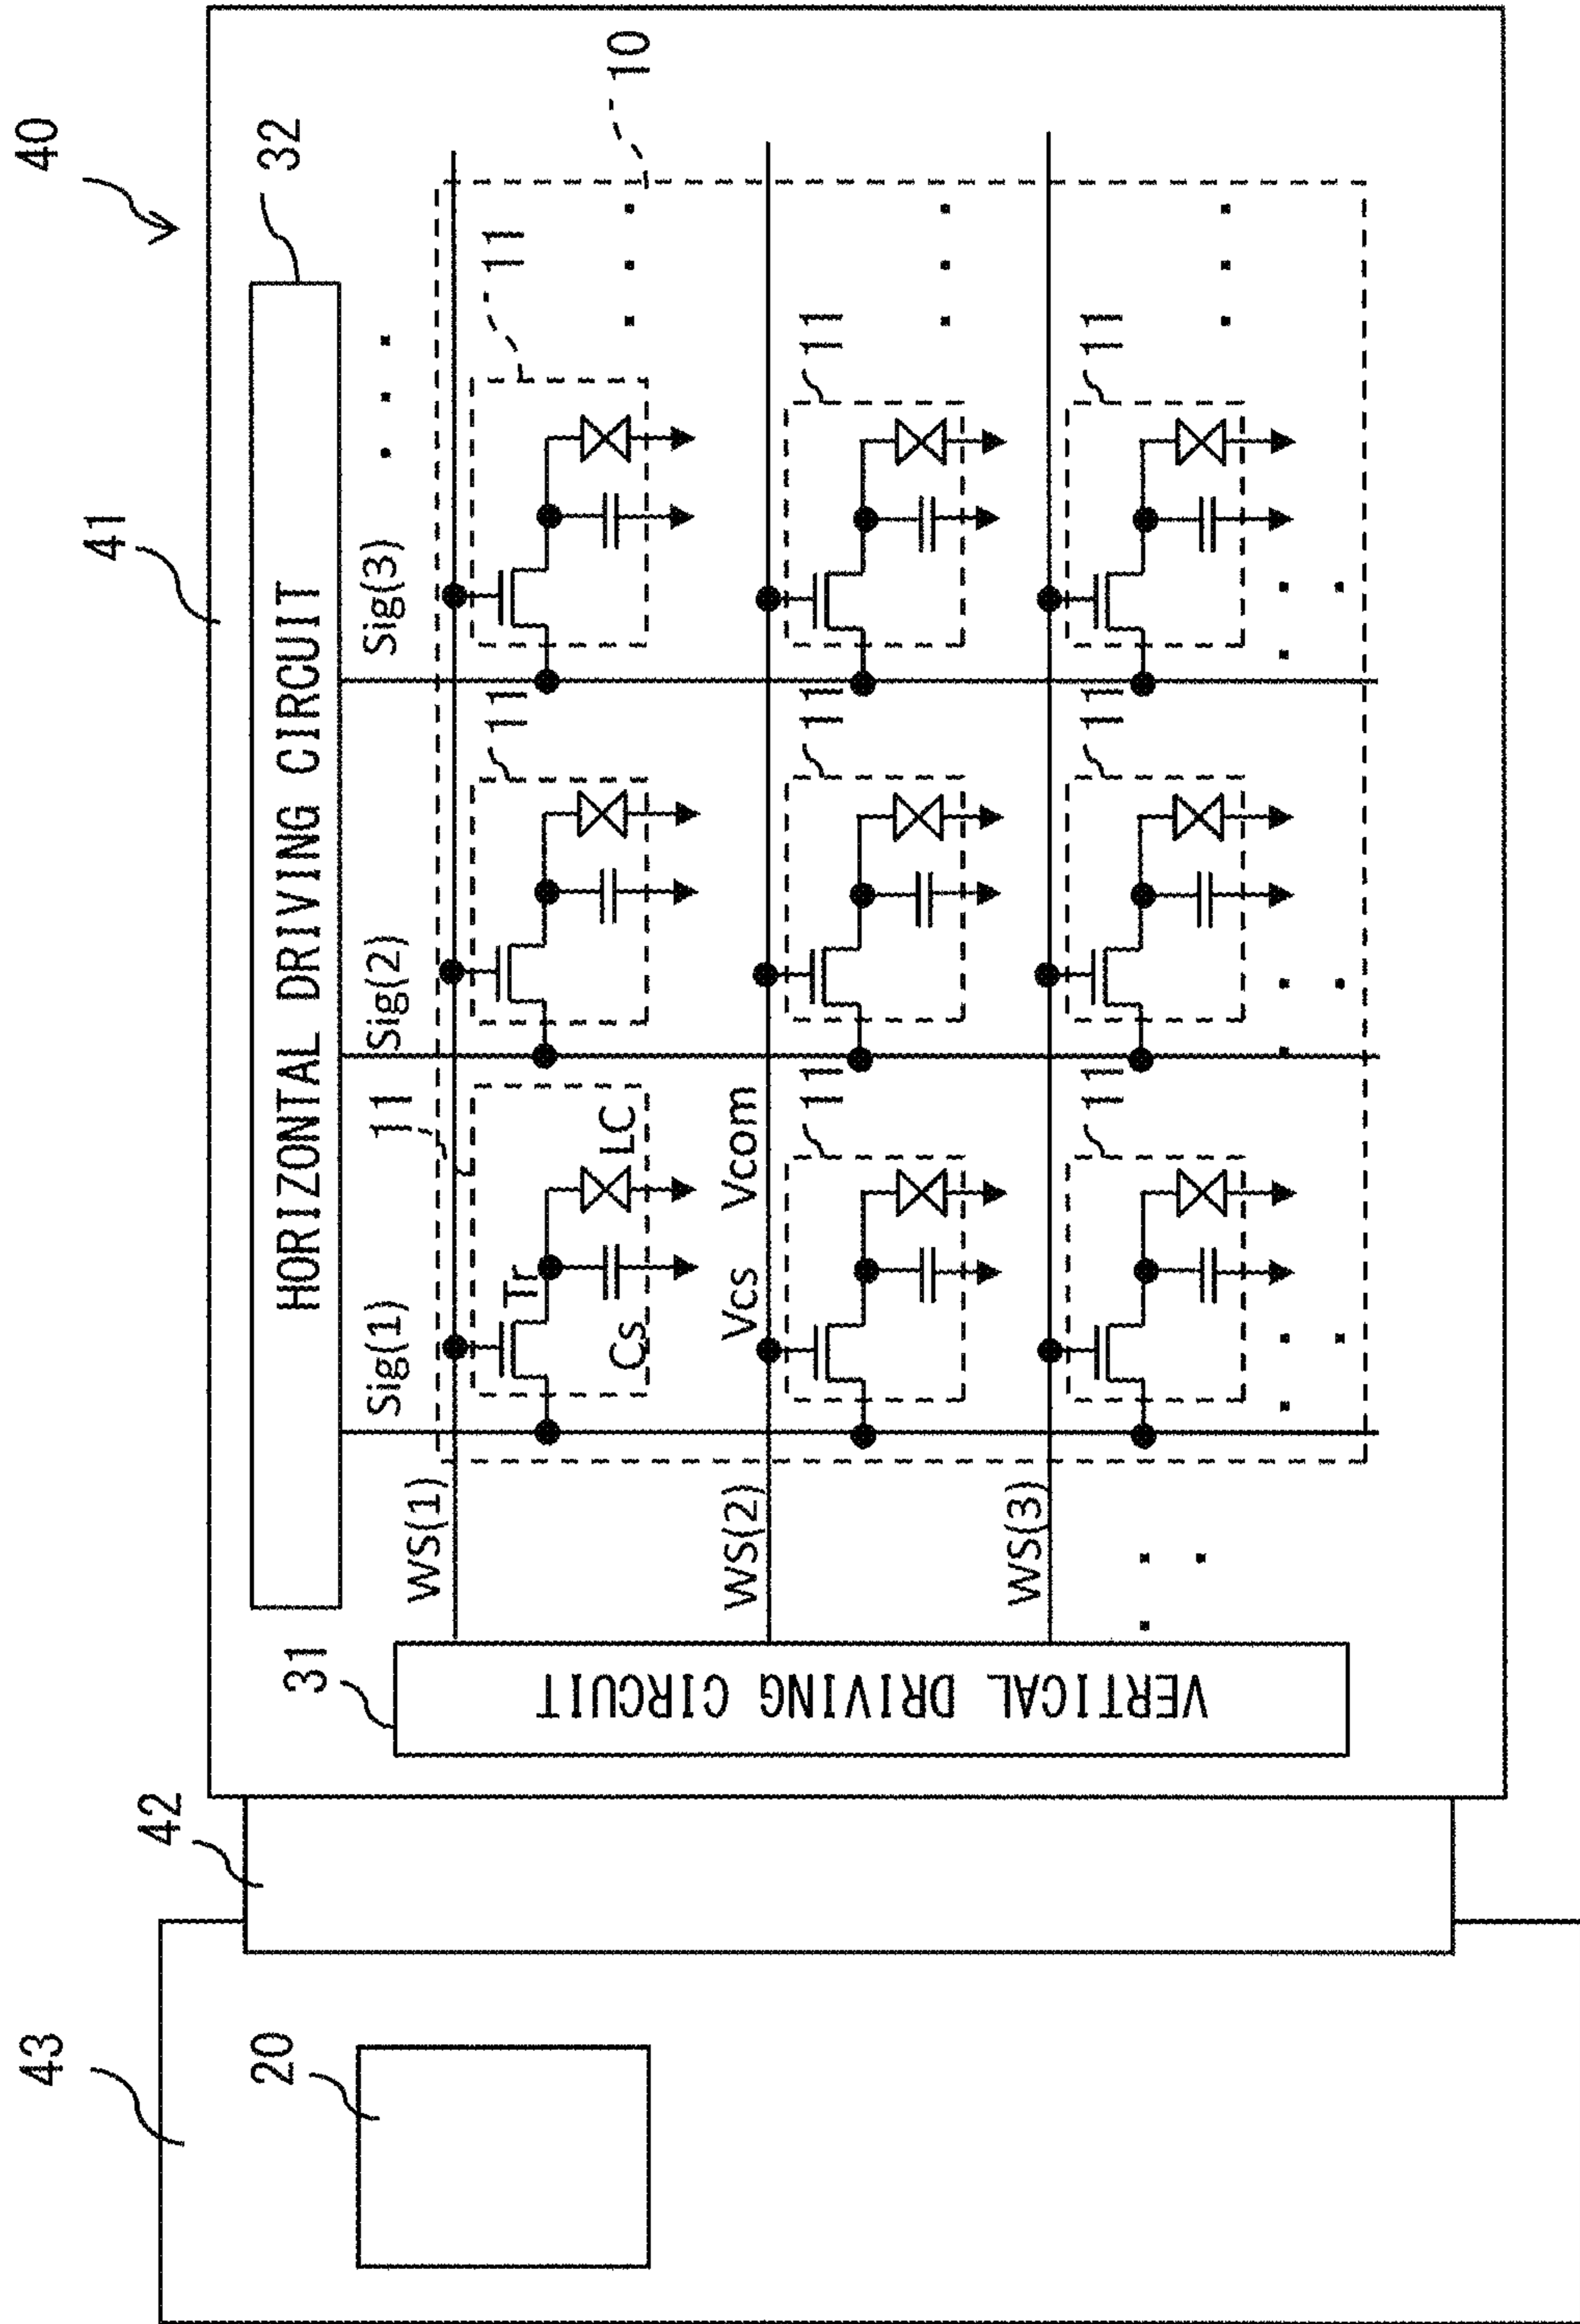 40
41
32
HORIZONTAL DRIVING CIRCUIT
10
Sig(1)
Sig(2)
Sig(3)
. . .
WS(1)
11
11
11
Tr
Cs
LC
. . .
Vcs
Vcom
WS(2)
11
11
11
. . .
WS(3)
11
11
11
. . .
31
VERTICAL DRIVING CIRCUIT
42
43
20